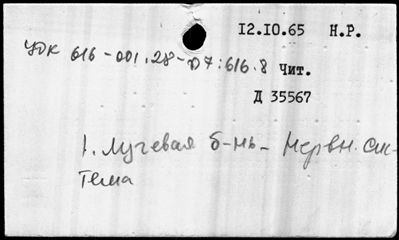 12.10.65 Н.Р.
УДК 616-001.28-07:616.8 Чит.
Д 35567
1. Лучевая б-нь - Нервн. сис-
тема